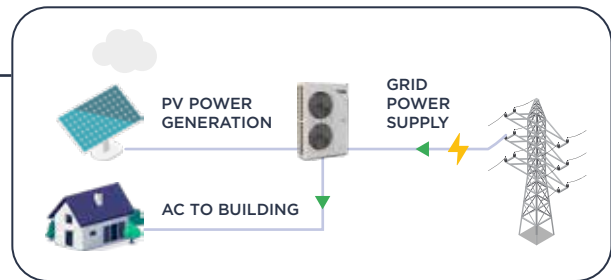 PV POWER
GENERATION
GRID
POWER
SUPPLY
AC TO BUILDING